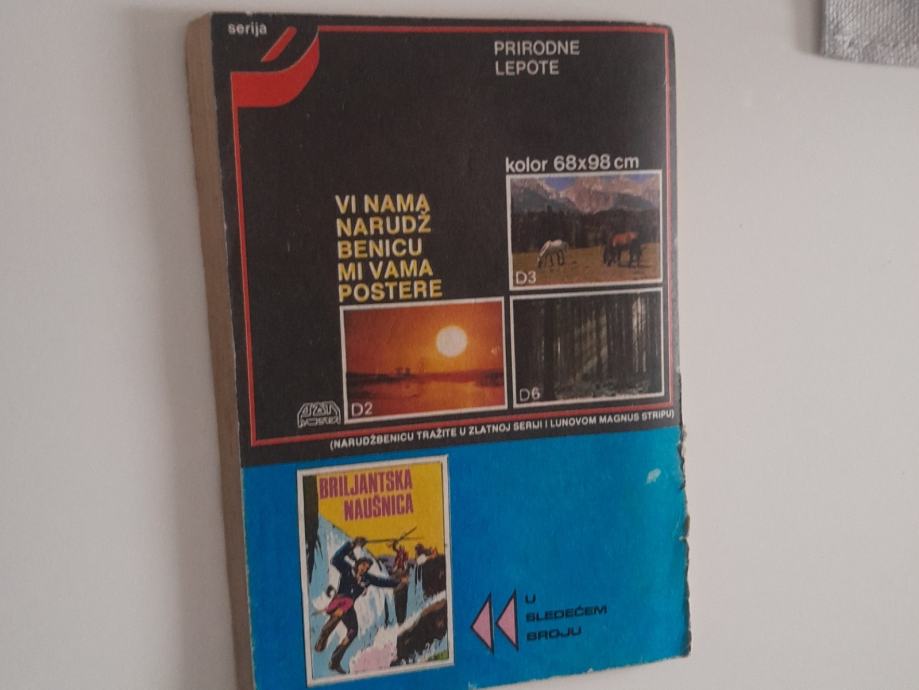 serija
PRIRODNE
LEPOTE
kolor 68x98 cm
VI NAMA
NARUDŽ
BENICU
MI VAMA
POSTERE
D3
D2
D6
(NARUDŽBENICU TRAŽITE U ZLATNOJ SERIJI I LUNOVOM MAGNUS STRIPU)
BRILJANTSKA
NAUŠNICA
U
SLEDEĆEM
BROJU